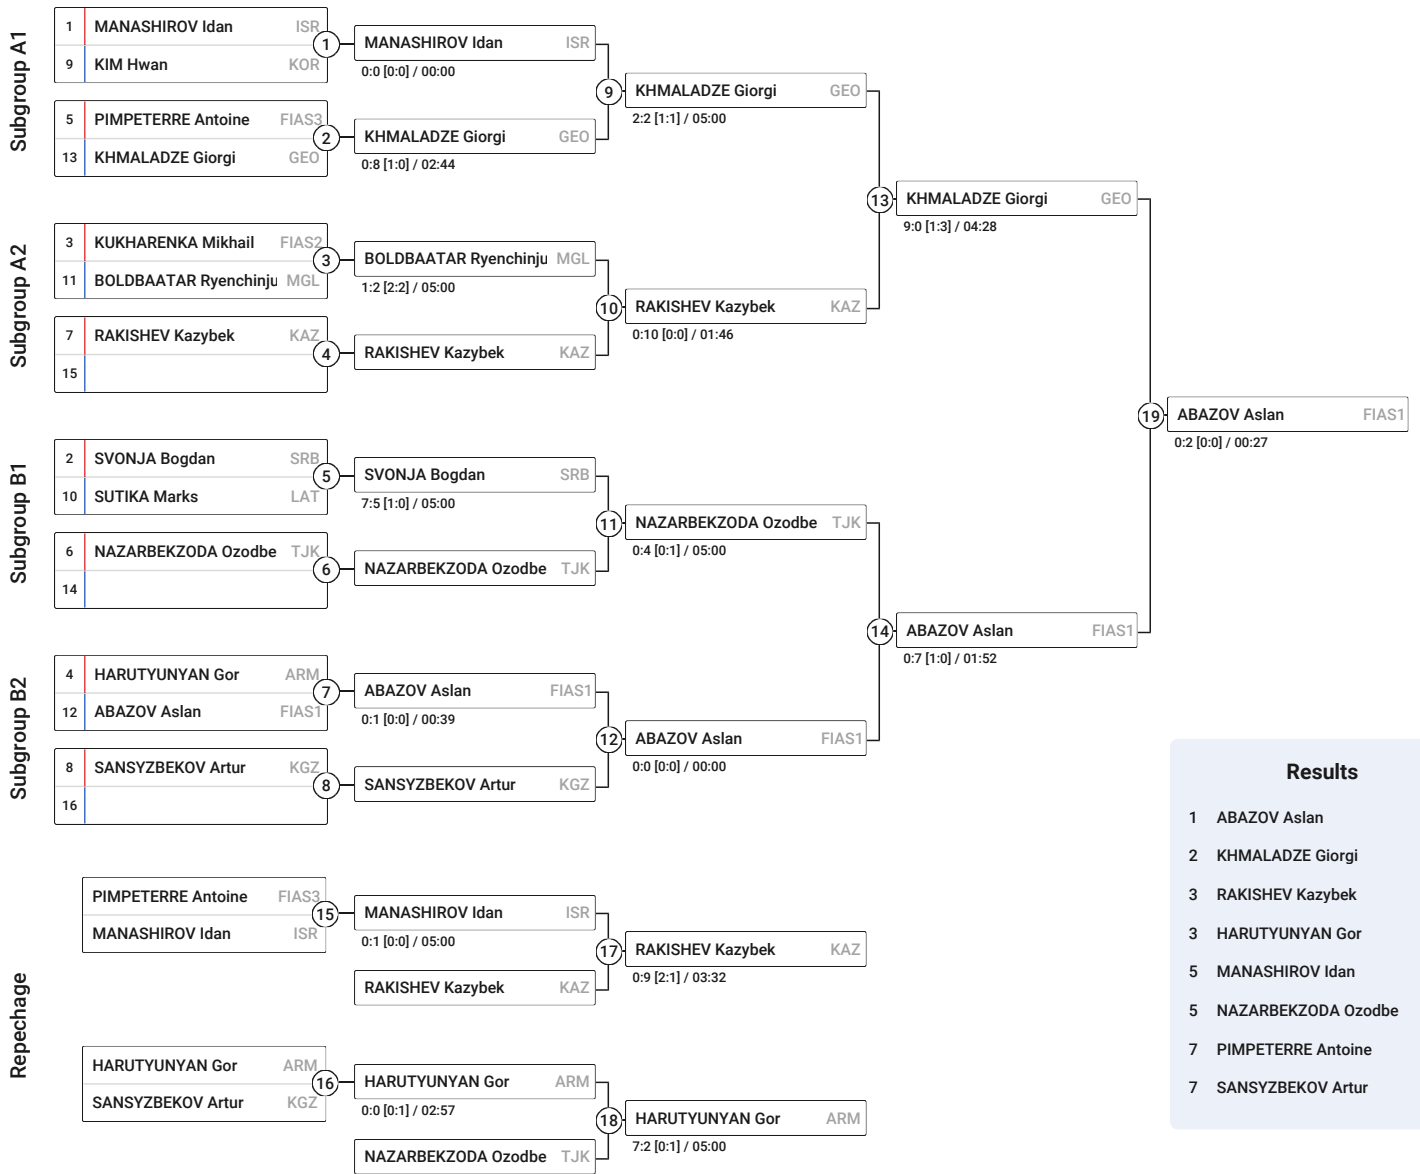 Subgroup A1
1 MANASHIROV Idan ISR
9 KIM Hwan KOR
1
MANASHIROV Idan ISR
0:0 [0:0] / 00:00
5 PIMPETERRE Antoine FIAS3
13 KHMALADZE Giorgi GEO
2
KHMALADZE Giorgi GEO
0:8 [1:0] / 02:44
9
KHMALADZE Giorgi GEO
2:2 [1:1] / 05:00
Subgroup A2
3 KUKHARENKA Mikhail FIAS2
11 BOLDBAATAR Ryenchinju MGL
3
BOLDBAATAR Ryenchinju MGL
1:2 [2:2] / 05:00
7 RAKISHEV Kazybek KAZ
15
4
RAKISHEV Kazybek KAZ
10
RAKISHEV Kazybek KAZ
0:10 [0:0] / 01:46
13
KHMALADZE Giorgi GEO
9:0 [1:3] / 04:28
Subgroup B1
2 SVONJA Bogdan SRB
10 SUTIKA Marks LAT
5
SVONJA Bogdan SRB
7:5 [1:0] / 05:00
6 NAZARBEKZODA Ozodbe TJK
14
6
NAZARBEKZODA Ozodbe TJK
11
NAZARBEKZODA Ozodbe TJK
0:4 [0:1] / 05:00
Subgroup B2
4 HARUTYUNYAN Gor ARM
12 ABAZOV Aslan FIAS1
7
ABAZOV Aslan FIAS1
0:1 [0:0] / 00:39
8 SANSYZBEKOV Artur KGZ
16
8
SANSYZBEKOV Artur KGZ
12
ABAZOV Aslan FIAS1
0:0 [0:0] / 00:00
14
ABAZOV Aslan FIAS1
0:7 [1:0] / 01:52
19
ABAZOV Aslan FIAS1
0:2 [0:0] / 00:27
Repechage
PIMPETERRE Antoine FIAS3
MANASHIROV Idan ISR
15
MANASHIROV Idan ISR
0:1 [0:0] / 05:00
RAKISHEV Kazybek KAZ
17
RAKISHEV Kazybek KAZ
0:9 [2:1] / 03:32
HARUTYUNYAN Gor ARM
SANSYZBEKOV Artur KGZ
16
HARUTYUNYAN Gor ARM
0:0 [0:1] / 02:57
NAZARBEKZODA Ozodbe TJK
18
HARUTYUNYAN Gor ARM
7:2 [0:1] / 05:00
Results
1 ABAZOV Aslan
2 KHMALADZE Giorgi
3 RAKISHEV Kazybek
3 HARUTYUNYAN Gor
5 MANASHIROV Idan
5 NAZARBEKZODA Ozodbe
7 PIMPETERRE Antoine
7 SANSYZBEKOV Artur